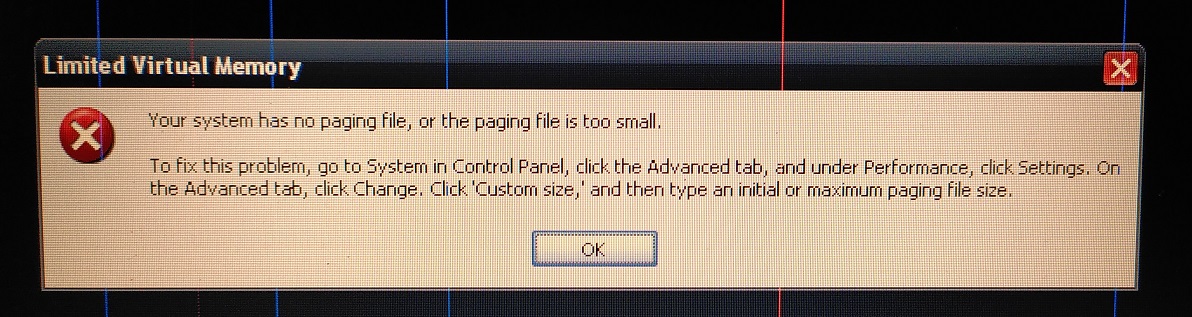 Limited Virtual Memory
Your system has no paging file, or the paging file is too small.
To fix this problem, go to System in Control Panel, click the Advanced tab, and under Performance, click Settings. On
the Advanced tab, click Change. Click 'Custom size,' and then type an initial or maximum paging file size.
OK